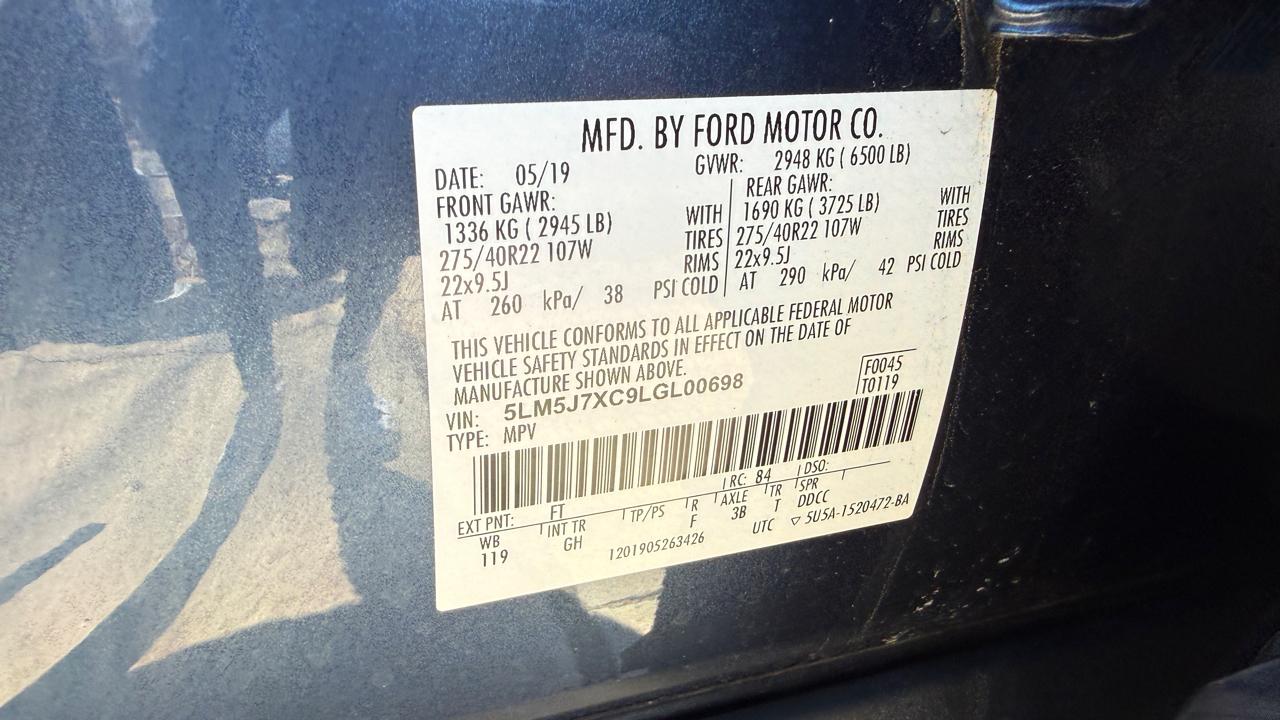 MFD. BY FORD MOTOR CO.
DATE: 05/19 GVWR: 2948 KG ( 6500 LB)
FRONT GAWR: REAR GAWR:
1336 KG ( 2945 LB) WITH 1690 KG ( 3725 LB) WITH
275/40R22 107W TIRES 275/40R22 107W TIRES
22x9.5J RIMS 22x9.5J RIMS
AT 260 kPa/ 38 PSI COLD AT 290 kPa/ 42 PSI COLD
THIS VEHICLE CONFORMS TO ALL APPLICABLE FEDERAL MOTOR
VEHICLE SAFETY STANDARDS IN EFFECT ON THE DATE OF
MANUFACTURE SHOWN ABOVE.
F0045
T0119
VIN: 5LM5J7XC9LGL00698
TYPE: MPV
EXT PNT: FT RC: 84 DSO:
WB INT TR TP/PS R AXLE TR SPR
119 GH F 3B T DDCC
1201905263426 UTC ▽ 5U5A-1520472-BA